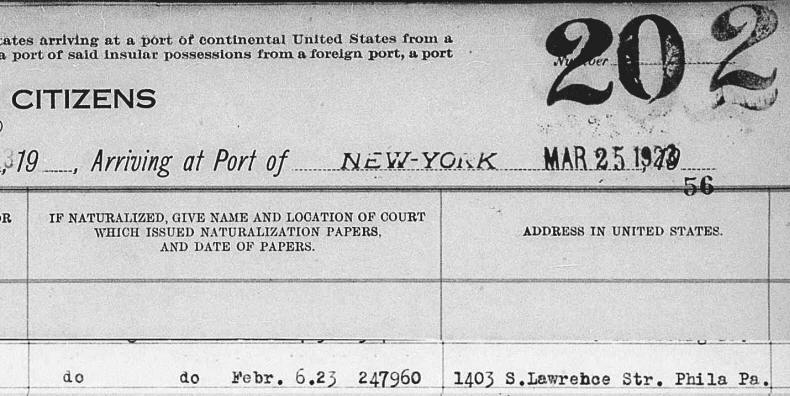 tates arriving at a port of continental United States from a
a port of said insular possessions from a foreign port, a port
Number
202
CITIZENS
19 , Arriving at Port of NEW-YORK MAR 25 1923
56
OR
IF NATURALIZED, GIVE NAME AND LOCATION OF COURT
WHICH ISSUED NATURALIZATION PAPERS,
AND DATE OF PAPERS.
ADDRESS IN UNITED STATES.
do do Febr. 6.23 247960 1403 S.Lawrence Str. Phila Pa.